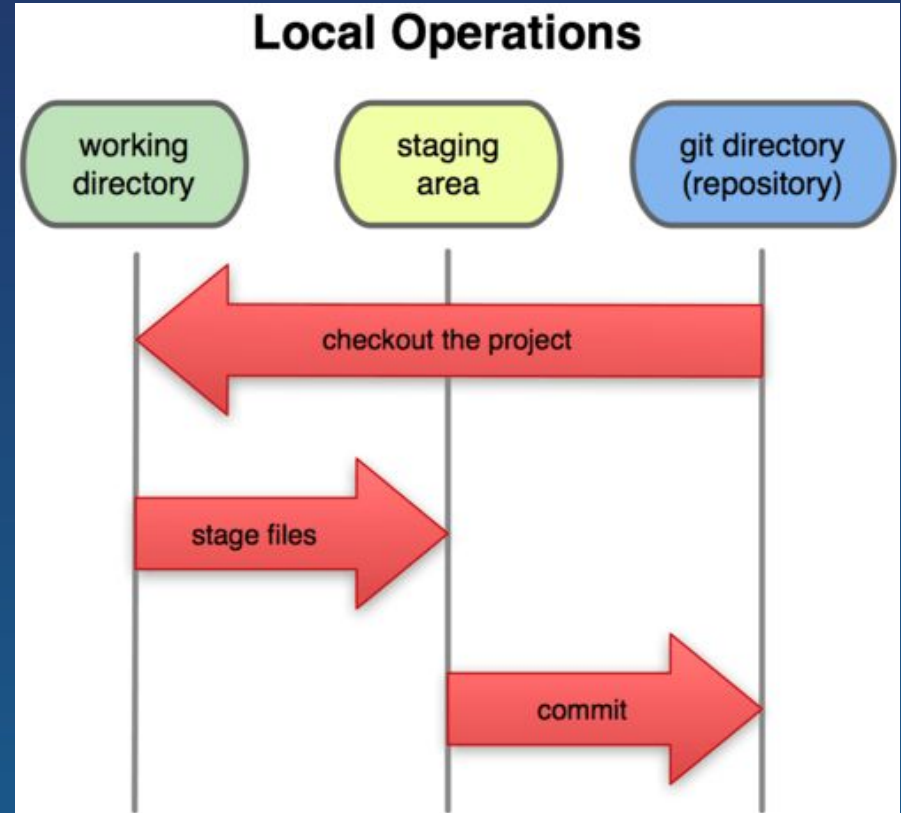 Local Operations
working
directory
staging
area
git directory
(repository)
checkout the project
stage files
commit